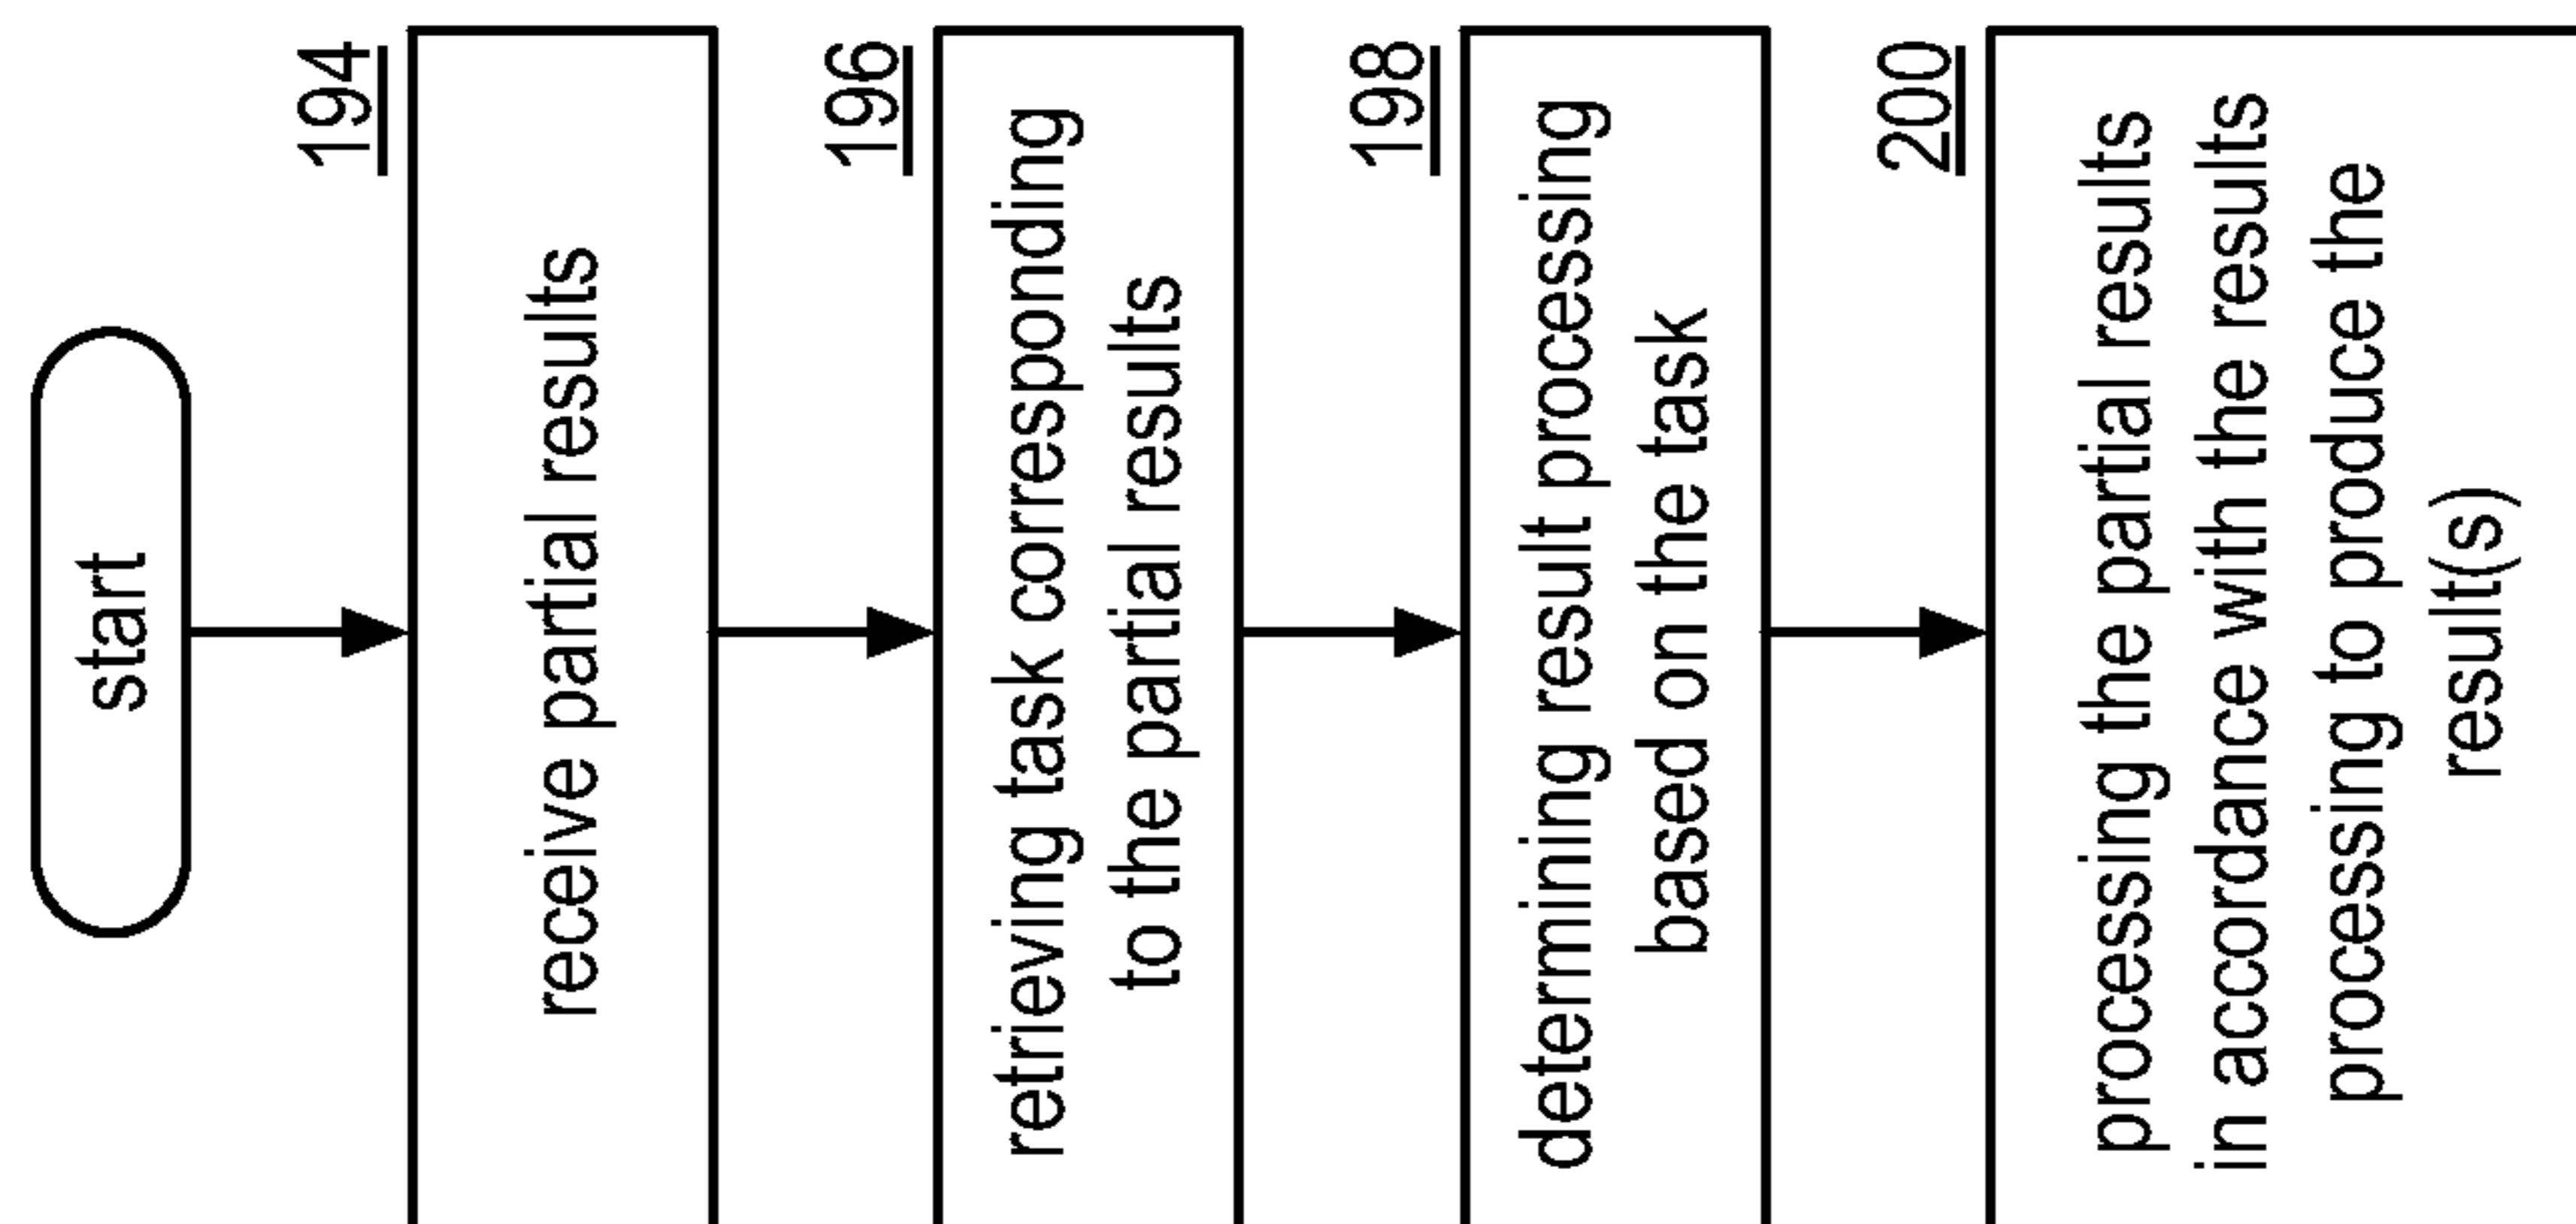 start
194
receive partial results
196
retrieving task corresponding
to the partial results
198
determining result processing
based on the task
200
processing the partial results
in accordance with the results
processing to produce the
result(s)